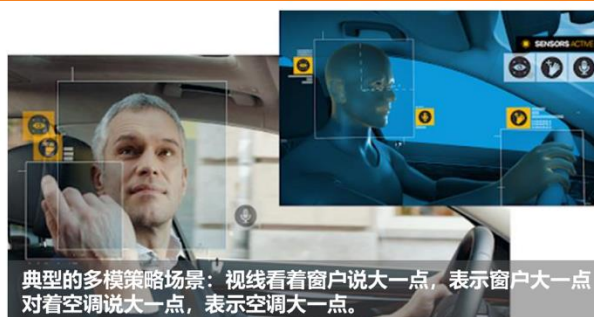 SENSORS ACTIVE
典型的多模策略场景：视线看着窗户说大一点，表示窗户大一点
对着空调说大一点，表示空调大一点。